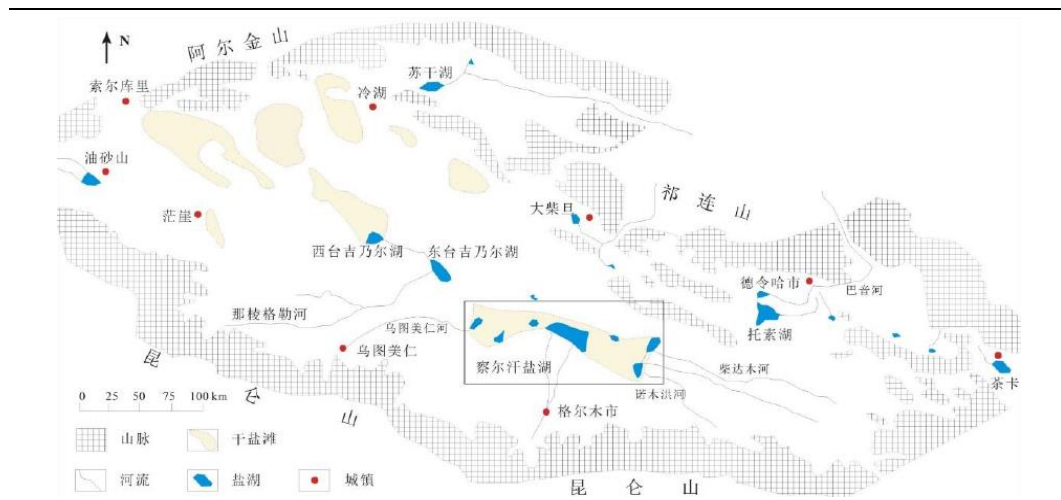 N
阿尔金山
苏干湖
索尔库里
冷湖
油砂山
祁连山
大柴旦
茫崖
西台吉乃尔湖
东台吉乃尔湖
德令哈市
巴音河
那棱格勒河
乌图美仁河
托素湖
乌图美仁
察尔汗盐湖
柴达木河
茶卡
诺木洪河
昆仑山
格尔木市
0 25 50 75 100 km
山脉
干盐滩
河流
盐湖
城镇
昆仑山